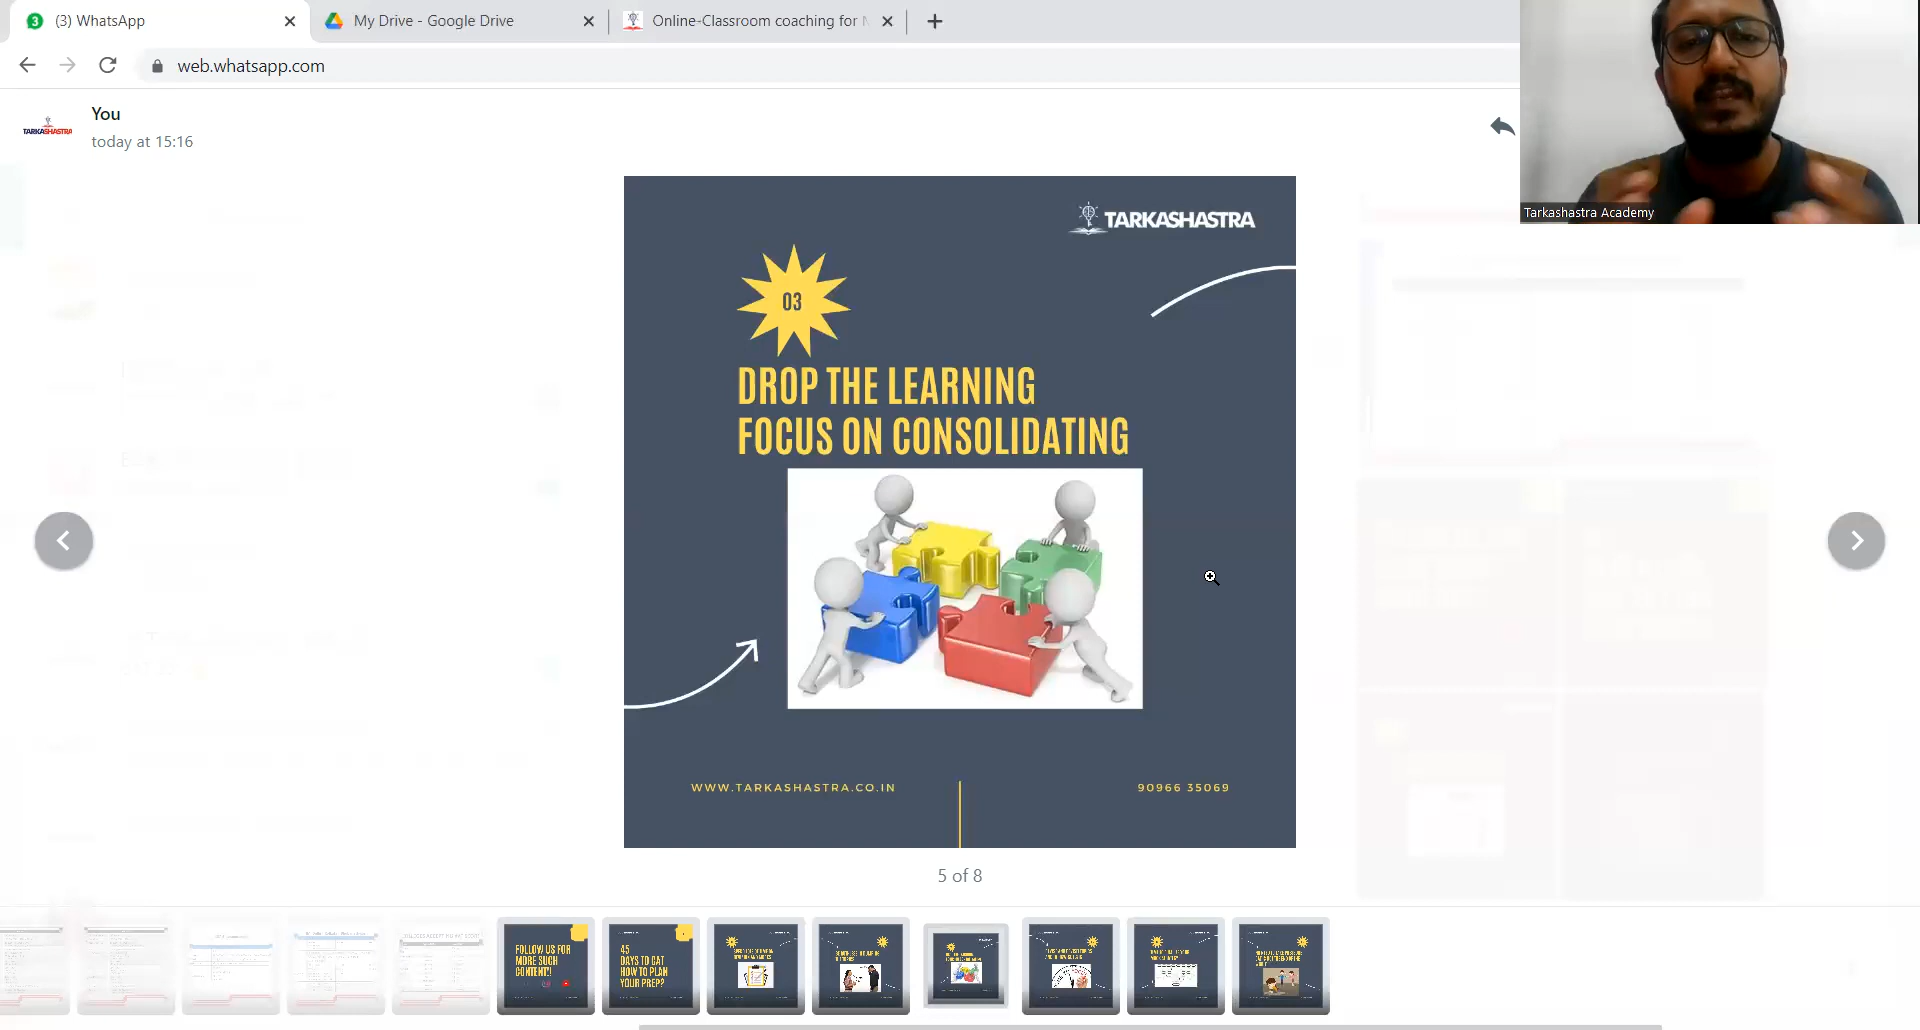 (3) WhatsApp
My Drive - Google Drive
Online-Classroom coaching for
web.whatsapp.com
You
today at 15:16
TARKASHASTRA
Tarkashastra Academy
TARKASHASTRA
03
DROP THE LEARNING
FOCUS ON CONSOLIDATING
WWW.TARKASHASTRA.CO.IN
90966 35069
5 of 8
FOLLOW US FOR
MORE SUCH
CONTENT!
45
DAYS TO CAT
HOW TO PLAN
YOUR PREP?